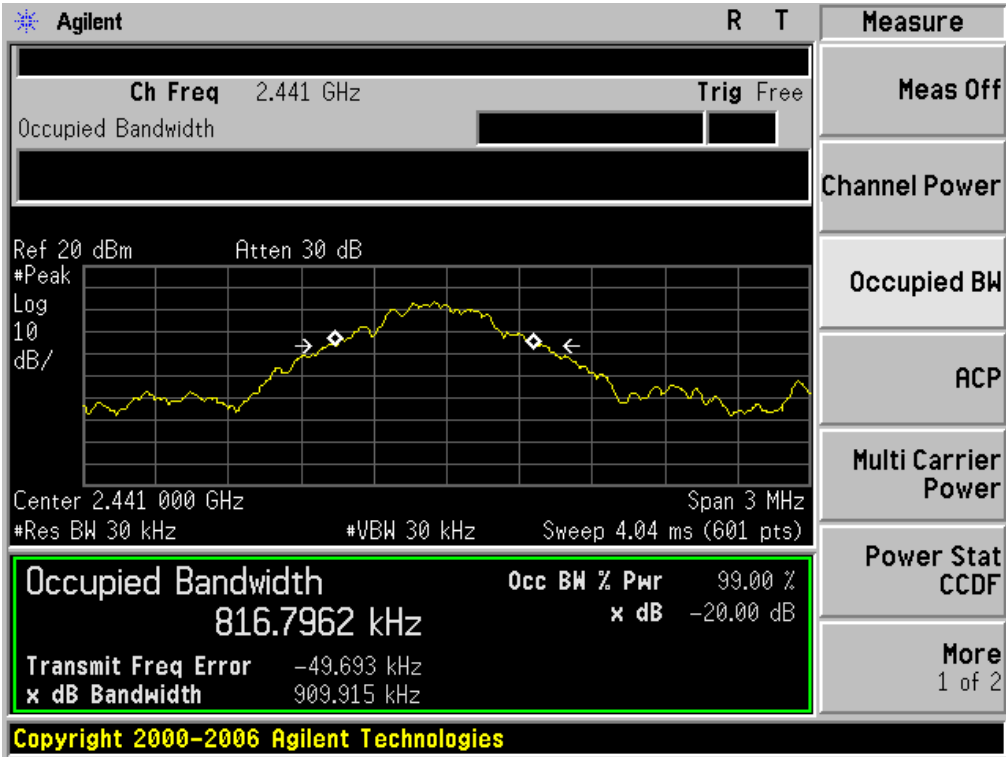 Agilent R T Measure
Ch Freq 2.441 GHz Trig Free
Occupied Bandwidth
Meas Off
Channel Power
Occupied BW
ACP
Multi Carrier
Power
Power Stat
CCDF
More
1 of 2
Ref 20 dBm Atten 30 dB
#Peak
Log
10
dB/
Center 2.441 000 GHz Span 3 MHz
#Res BW 30 kHz #VBW 30 kHz Sweep 4.04 ms (601 pts)
Occupied Bandwidth Occ BW % Pwr 99.00 %
816.7962 kHz x dB -20.00 dB
Transmit Freq Error -49.693 kHz
x dB Bandwidth 909.915 kHz
Copyright 2000-2006 Agilent Technologies